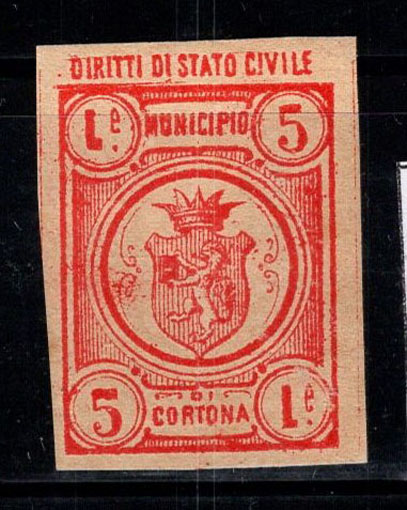 DIRITTI DI STATO CIVILE
L.e MUNICIPIO 5
5 DI L.e
CORTONA